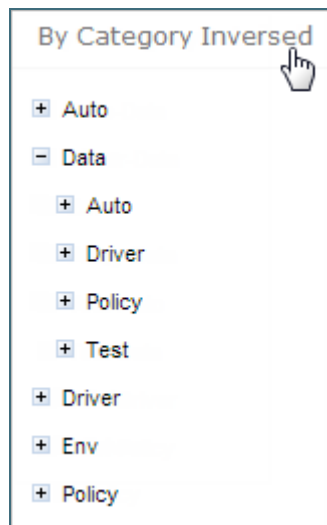 By Category Inversed
Auto
Data
Auto
Driver
Policy
Test
Driver
Env
Policy